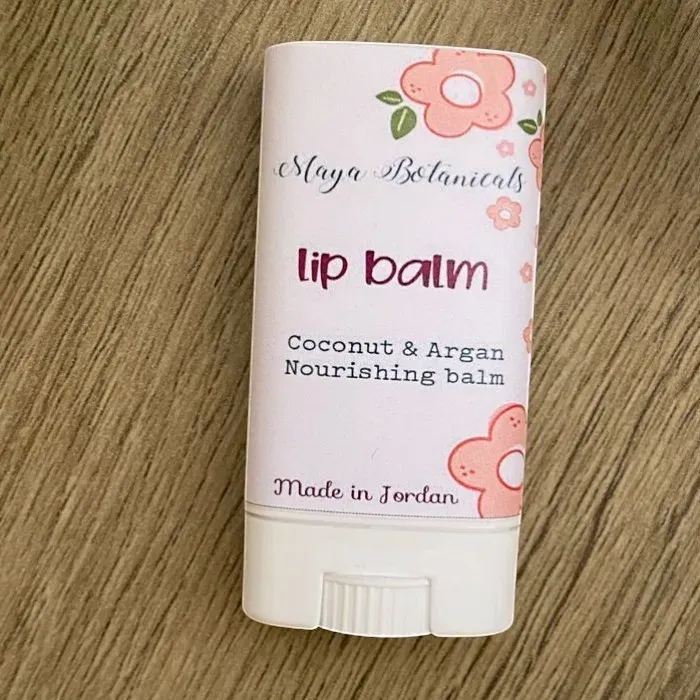 Maya Botanicals
lip balm
Coconut & Argan
Nourishing balm
Made in Jordan